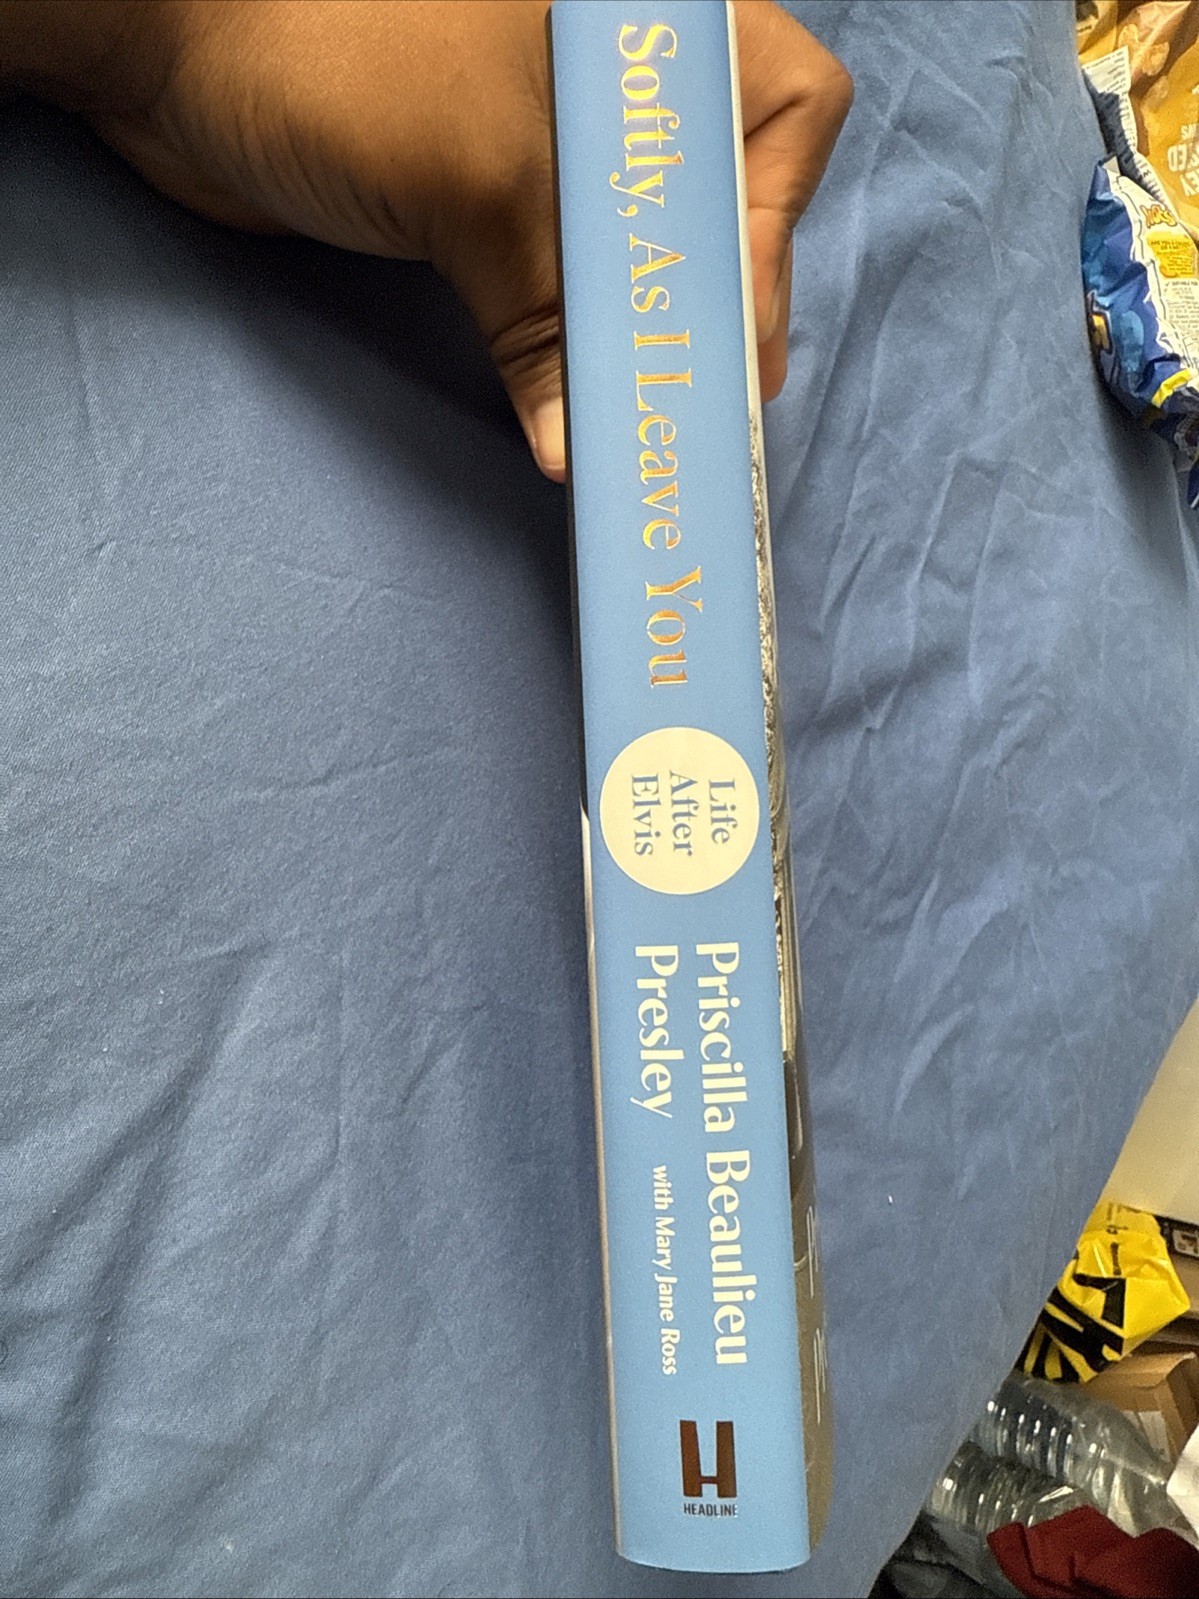 Softly, As I Leave You
Life
After
Elvis
Priscilla Beaulieu
Presley
with Mary Jane Ross
H
HEADLINE